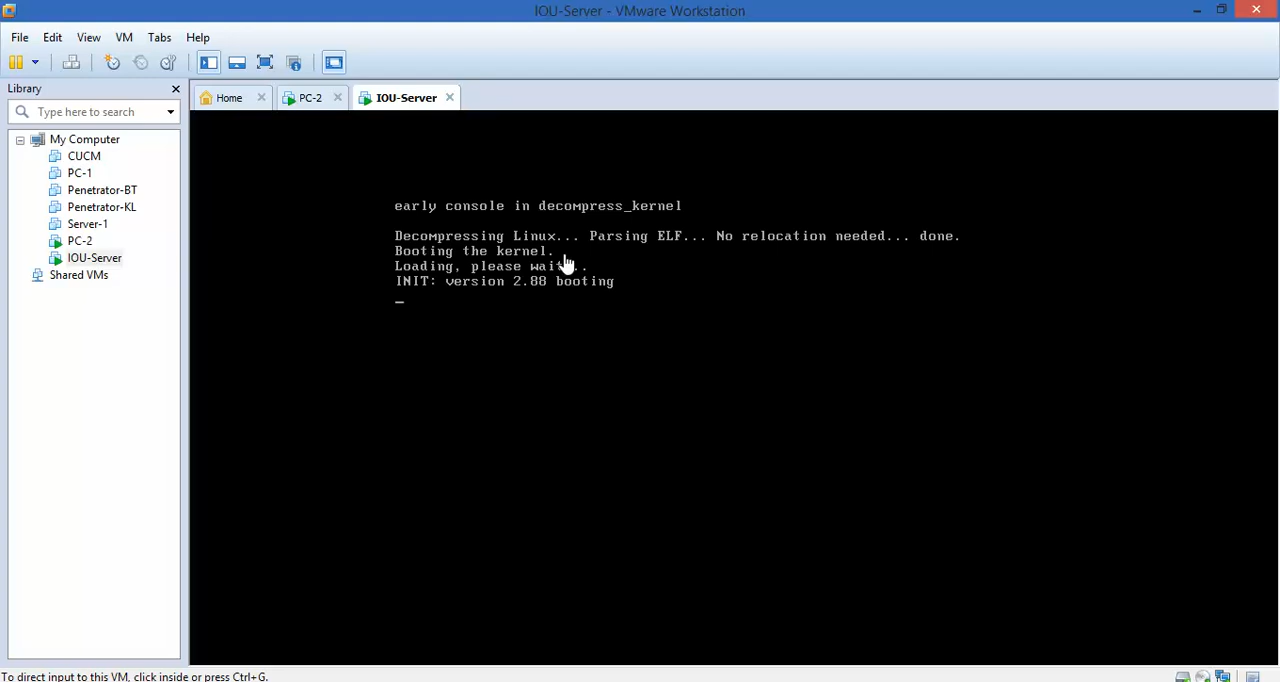 IOU-Server - VMware Workstation
File Edit View VM Tabs Help
Library
Type here to search
My Computer
CUCM
PC-1
Penetrator-BT
Penetrator-KL
Server-1
PC-2
IOU-Server
Shared VMs
Home PC-2 IOU-Server
early console in decompress_kernel
Decompressing Linux... Parsing ELF... No relocation needed... done.
Booting the kernel.
Loading, please wait...
INIT: version 2.88 booting
To direct input to this VM, click inside or press Ctrl+G.